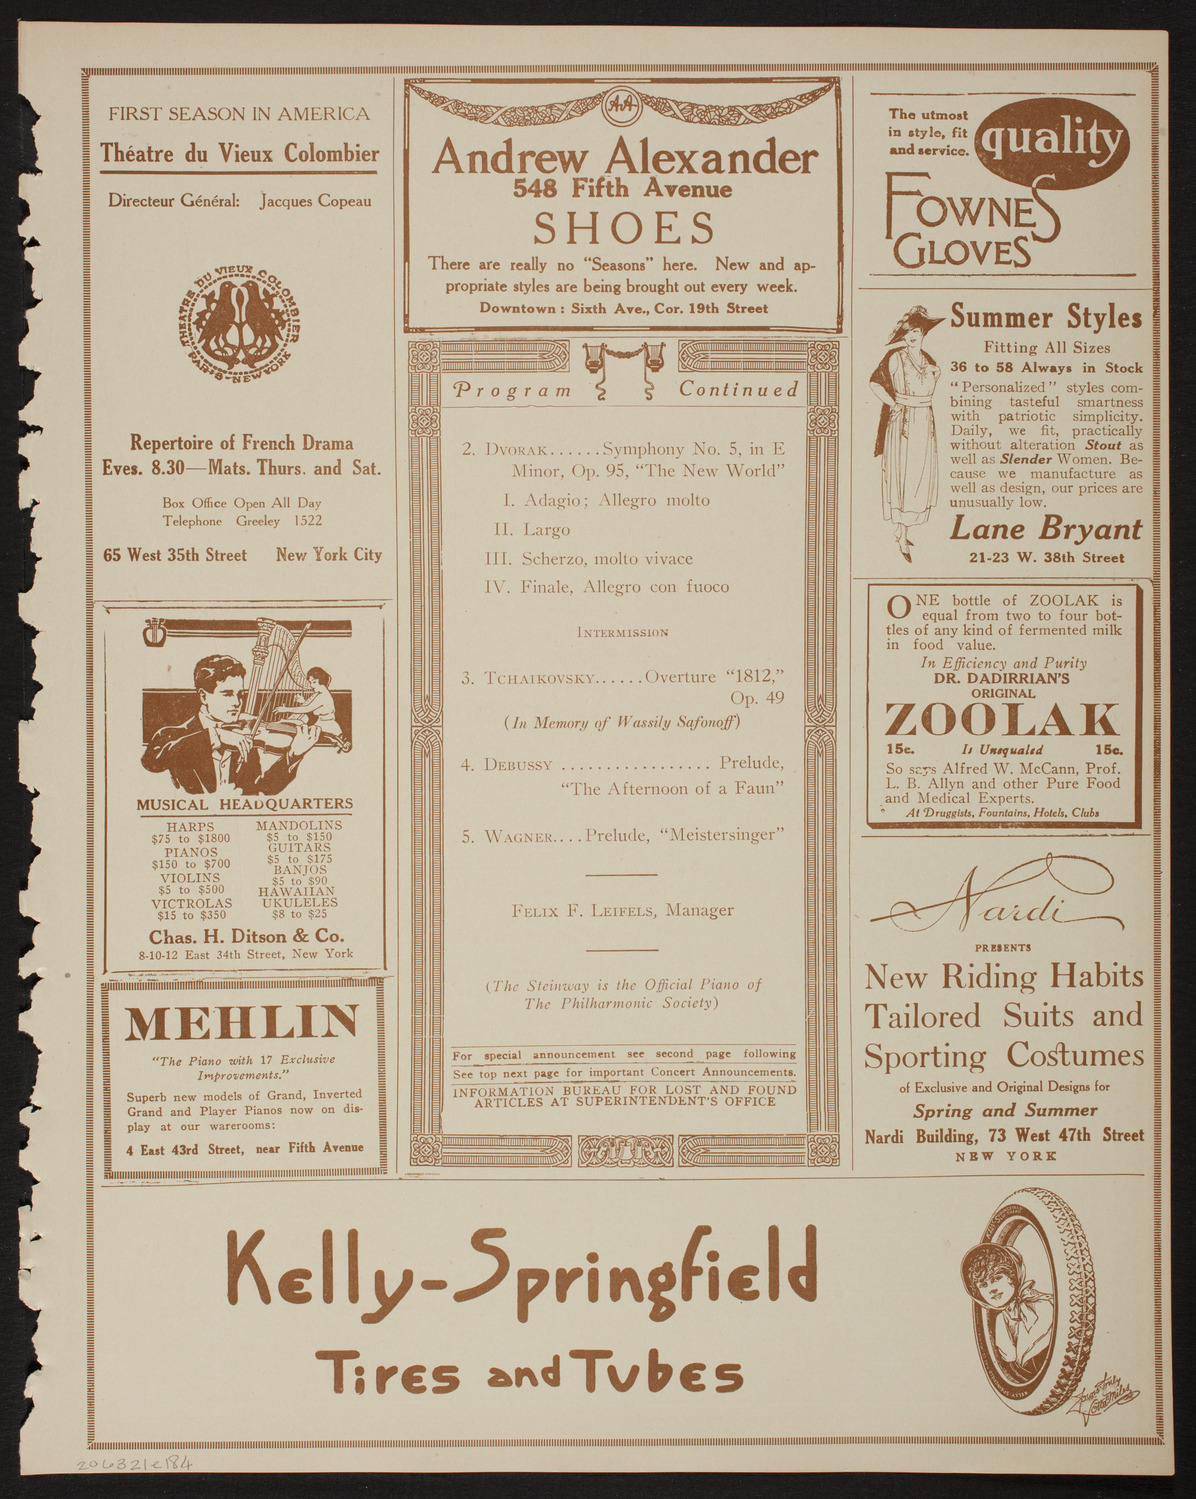 FIRST SEASON IN AMERICA
Théatre du Vieux Colombier
Directeur Général: Jacques Copeau
THEATRE DU VIEUX COLOMBIER
PARIS-NEW YORK
Repertoire of French Drama
Eves. 8.30—Mats. Thurs. and Sat.
Box Office Open All Day
Telephone Greeley 1522
65 West 35th Street New York City
MUSICAL HEADQUARTERS
HARPS
$75 to $1800
PIANOS
$150 to $700
VIOLINS
$5 to $500
VICTROLAS
$15 to $350
MANDOLINS
$5 to $150
GUITARS
$5 to $175
BANJOS
$5 to $90
HAWAIIAN
UKULELES
$8 to $25
Chas. H. Ditson & Co.
8-10-12 East 34th Street, New York
MEHLIN
"The Piano with 17 Exclusive
Improvements."
Superb new models of Grand, Inverted
Grand and Player Pianos now on dis-
play at our warerooms:
4 East 43rd Street, near Fifth Avenue
AA
Andrew Alexander
548 Fifth Avenue
SHOES
There are really no "Seasons" here. New and ap-
propriate styles are being brought out every week.
Downtown: Sixth Ave., Cor. 19th Street
Program Continued
2. DVORAK......Symphony No. 5, in E
Minor, Op. 95, "The New World"
I. Adagio; Allegro molto
II. Largo
III. Scherzo, molto vivace
IV. Finale, Allegro con fuoco
INTERMISSION
3. TCHAIKOVSKY......Overture "1812,"
Op. 49
(In Memory of Wassily Safonoff)
4. DEBUSSY ................. Prelude,
"The Afternoon of a Faun"
5. WAGNER....Prelude, "Meistersinger"
FELIX F. LEIFELS, Manager
(The Steinway is the Official Piano of
The Philharmonic Society)
For special announcement see second page following
See top next page for important Concert Announcements.
INFORMATION BUREAU FOR LOST AND FOUND
ARTICLES AT SUPERINTENDENT'S OFFICE
The utmost
in style, fit
and service.
quality
FOWNES
GLOVES
Summer Styles
Fitting All Sizes
36 to 58 Always in Stock
"Personalized" styles com-
bining tasteful smartness
with patriotic simplicity.
Daily, we fit, practically
without alteration Stout as
well as Slender Women. Be-
cause we manufacture as
well as design, our prices are
unusually low.
Lane Bryant
21-23 W. 38th Street
ONE bottle of ZOOLAK is
equal from two to four bot-
tles of any kind of fermented milk
in food value.
In Efficiency and Purity
DR. DADIRRIAN'S
ORIGINAL
ZOOLAK
15c. Is Unequaled 15c.
So says Alfred W. McCann, Prof.
L. B. Allyn and other Pure Food
and Medical Experts.
At Druggists, Fountains, Hotels, Clubs
Nardi
PRESENTS
New Riding Habits
Tailored Suits and
Sporting Costumes
of Exclusive and Original Designs for
Spring and Summer
Nardi Building, 73 West 47th Street
NEW YORK
Kelly-Springfield
Tires and Tubes
Yours truly
Lotta Miles
206321e184